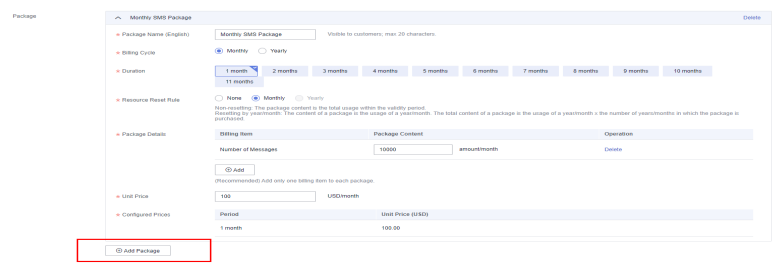 Package
Monthly SMS Package
Delete
* Package Name (English)
Monthly SMS Package
Visible to customers; max 20 characters.
* Billing Cycle
Monthly
Yearly
* Duration
1 month
2 months
3 months
4 months
5 months
6 months
7 months
8 months
9 months
10 months
11 months
* Resource Reset Rule
None
Monthly
Yearly
Non-resetting: The package content is the total usage within the validity period.
Resetting by year/month: The content of a package is the usage of a year/month. The total content of a package is the usage of a year/month x the number of years/months in which the package is
purchased.
* Package Details
Billing Item
Package Content
Operation
Number of Messages
10000
amount/month
Delete
Add
(Recommended) Add only one billing item to each package.
* Unit Price
100
USD/month
* Configured Prices
Period
Unit Price (USD)
1 month
100.00
Add Package